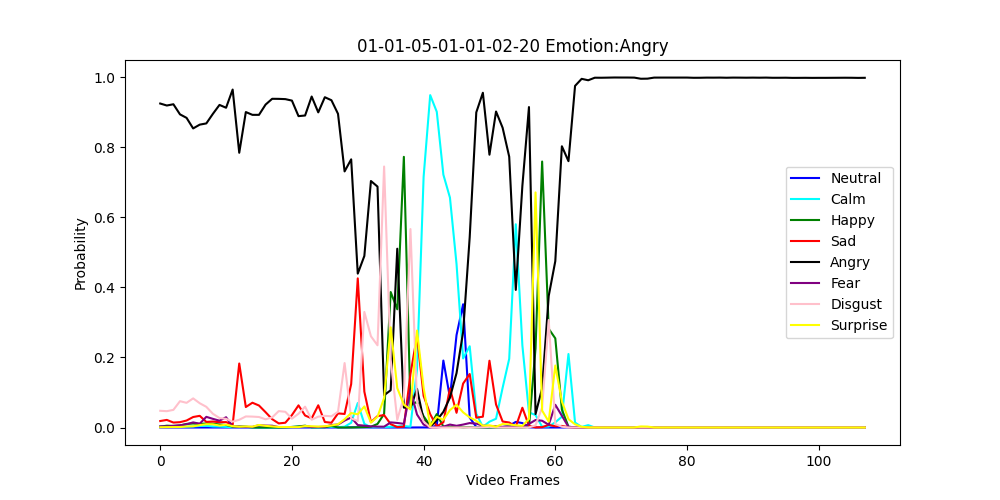 01-01-05-01-01-02-20 Emotion:Angry
1.0
0.8
0.6
0.4
0.2
0.0
Probability
Neutral
Calm
Happy
Sad
Angry
Fear
Disgust
Surprise
0 20 40 60 80 100
Video Frames